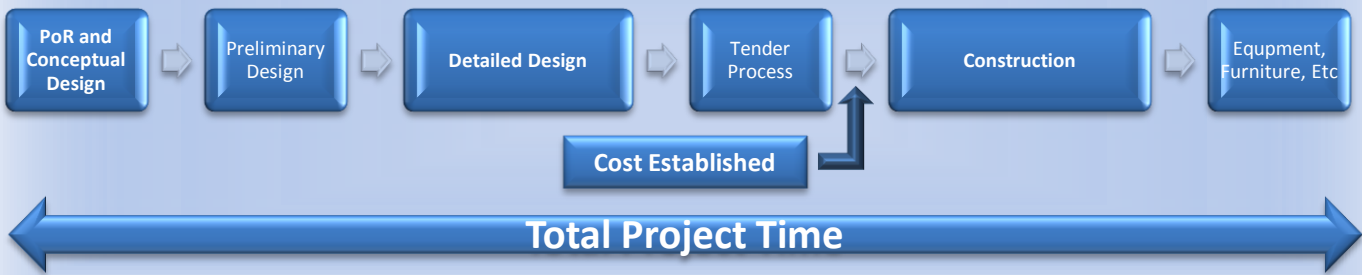 PoR and
Conceptual
Design
Preliminary
Design
Detailed Design
Tender
Process
Construction
Equpment,
Furniture, Etc
Cost Established
Total Project Time